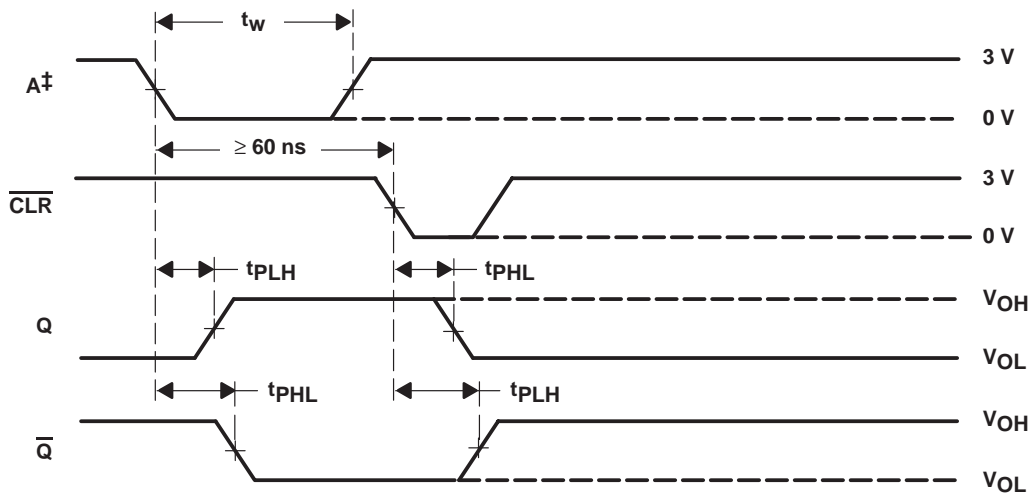 tw
A‡
3 V
0 V
≥ 60 ns
CLR
3 V
0 V
tPLH
tPHL
Q
VOH
VOL
tPHL
tPLH
Q
VOH
VOL